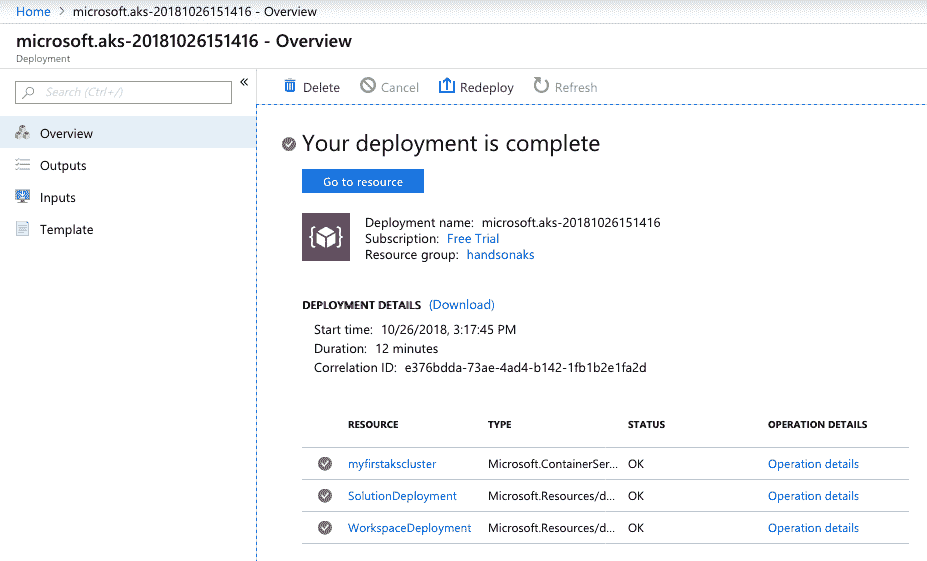 Home > microsoft.aks-20181026151416 - Overview
microsoft.aks-20181026151416 - Overview
Deployment
Search (Ctrl+/)
«
Delete Cancel Redeploy Refresh
Overview
Outputs
Inputs
Template
Your deployment is complete
Go to resource
Deployment name: microsoft.aks-20181026151416
Subscription: Free Trial
Resource group: handsonaks
DEPLOYMENT DETAILS (Download)
Start time: 10/26/2018, 3:17:45 PM
Duration: 12 minutes
Correlation ID: e376bdda-73ae-4ad4-b142-1fb1b2e1fa2d
RESOURCE TYPE STATUS OPERATION DETAILS
myfirstakscluster Microsoft.ContainerSer... OK Operation details
SolutionDeployment Microsoft.Resources/d... OK Operation details
WorkspaceDeployment Microsoft.Resources/d... OK Operation details